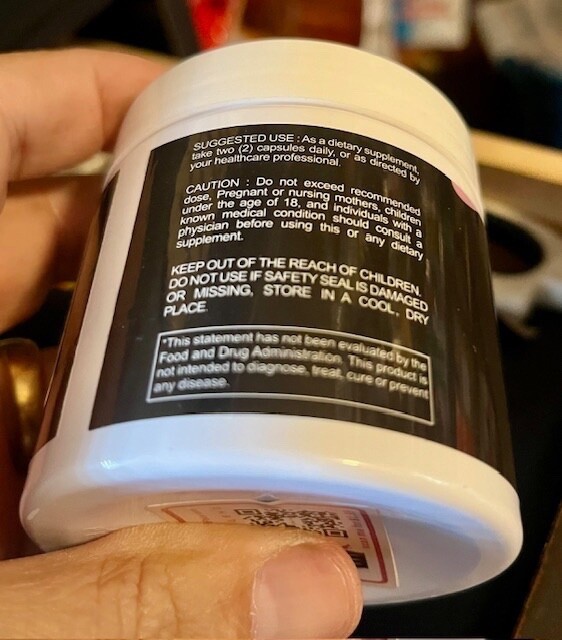 SUGGESTED USE : As a dietary supplement,
take two (2) capsules daily, or as directed by
your healthcare professional.
CAUTION : Do not exceed recommended
dose, Pregnant or nursing mothers, children
under the age of 18, and individuals with a
known medical condition should consult a
physician before using this or any dietary
supplement.
KEEP OUT OF THE REACH OF CHILDREN.
DO NOT USE IF SAFETY SEAL IS DAMAGED
OR MISSING, STORE IN A COOL, DRY
PLACE.
*This statement has not been evaluated by the
Food and Drug Administration. This product is
not intended to diagnose, treat, cure or prevent
any disease.